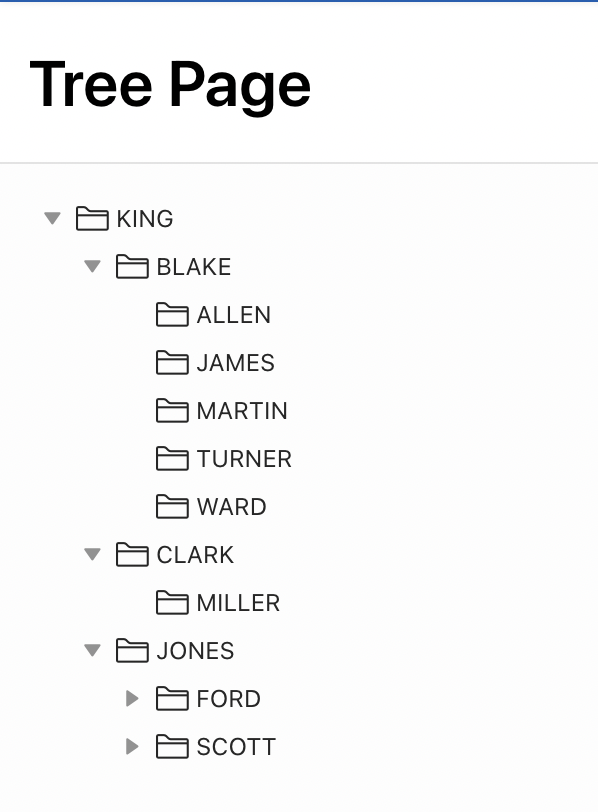 Tree Page
KING
BLAKE
ALLEN
JAMES
MARTIN
TURNER
WARD
CLARK
MILLER
JONES
FORD
SCOTT